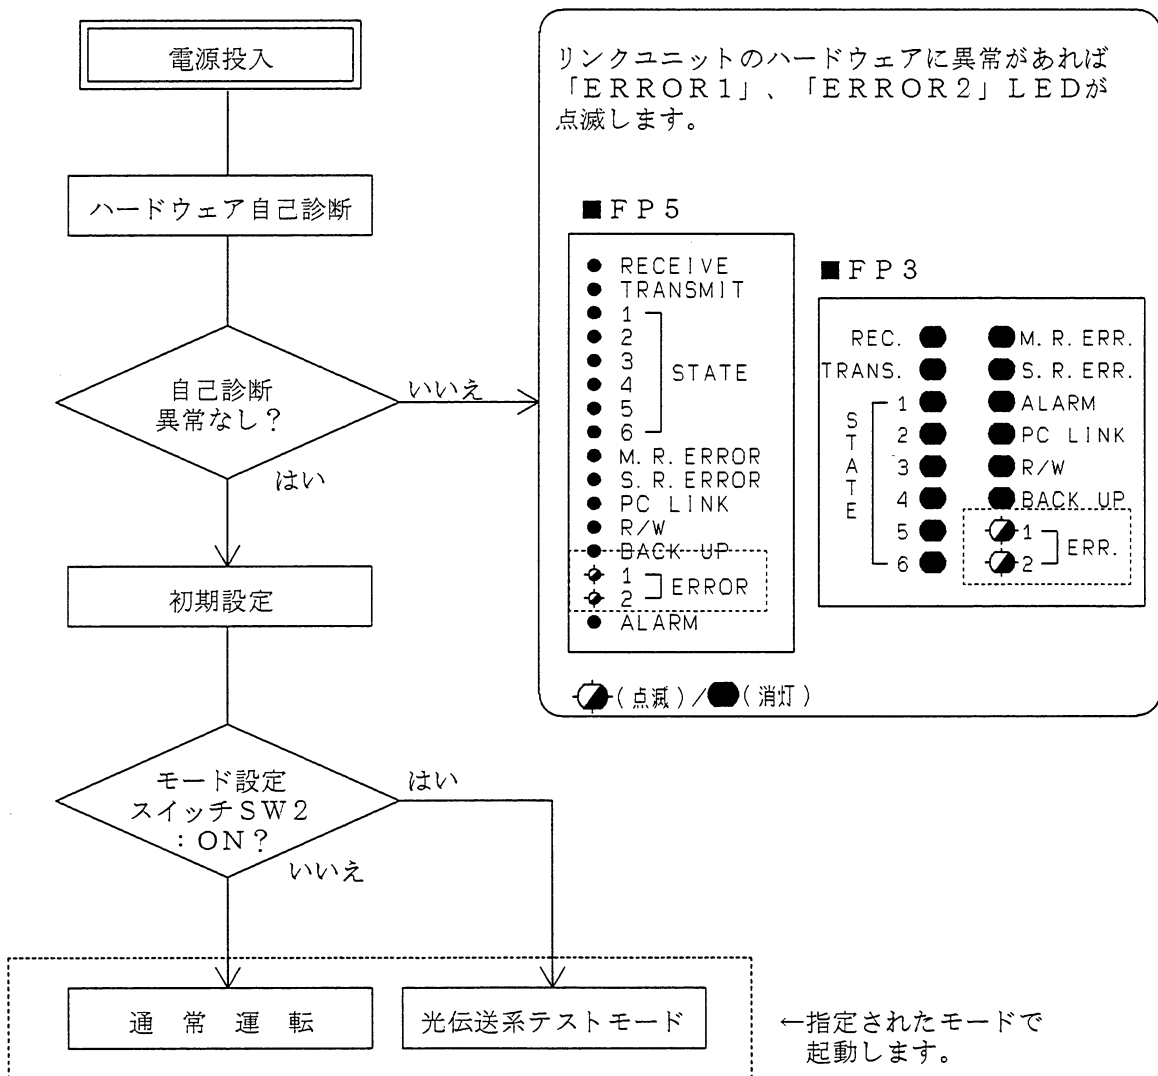 電源投入
ハードウェア自己診断
自己診断
異常なし？
いいえ
はい
初期設定
モード設定
スイッチＳＷ２
：ＯＮ？
はい
いいえ
通 常 運 転
光伝送系テストモード
←指定されたモードで
起動します。
リンクユニットのハードウェアに異常があれば
「ＥＲＲＯＲ１」、「ＥＲＲＯＲ２」ＬＥＤが
点滅します。
■ＦＰ５
RECEIVE
TRANSMIT
1
2
3
STATE
4
5
6
M.R.ERROR
S.R.ERROR
PC LINK
R/W
BACK UP
1
ERROR
2
ALARM
■ＦＰ３
REC. M.R.ERR.
TRANS. S.R.ERR.
STATE
1 ALARM
2 PC LINK
3 R/W
4 BACK UP
5 1
ERR.
6 2
(点滅)/(消灯)